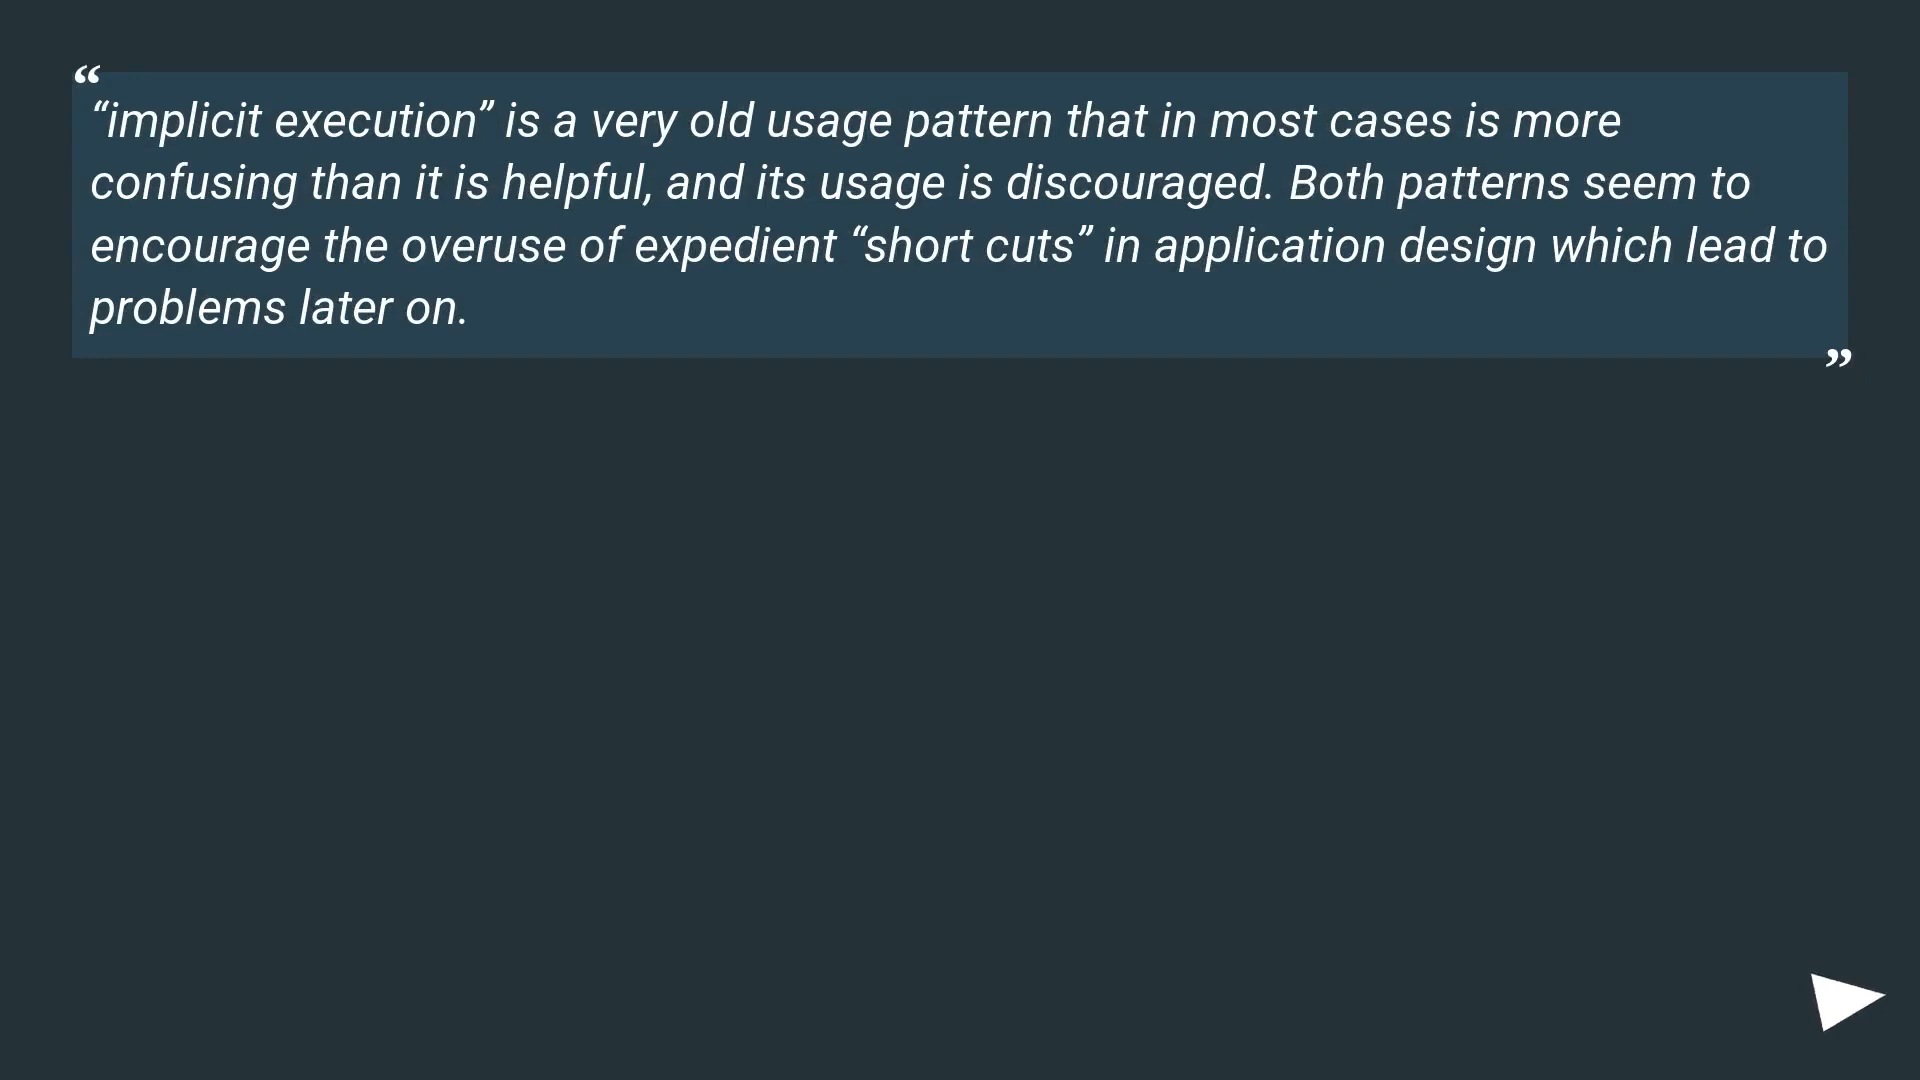 “
“implicit execution” is a very old usage pattern that in most cases is more
confusing than it is helpful, and its usage is discouraged. Both patterns seem to
encourage the overuse of expedient “short cuts” in application design which lead to
problems later on.
”